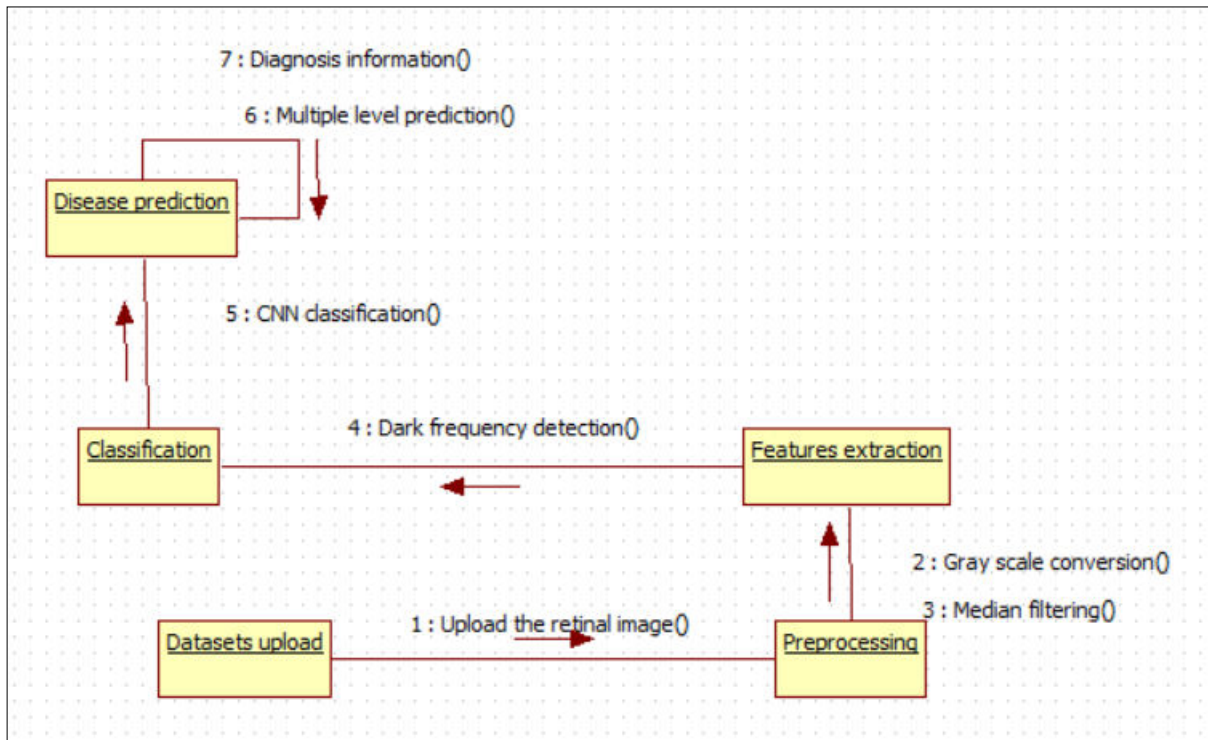 7 : Diagnosis information()
6 : Multiple level prediction()
Disease prediction
5 : CNN classification()
4 : Dark frequency detection()
Classification
Features extraction
2 : Gray scale conversion()
3 : Median filtering()
1 : Upload the retinal image()
Datasets upload
Preprocessing